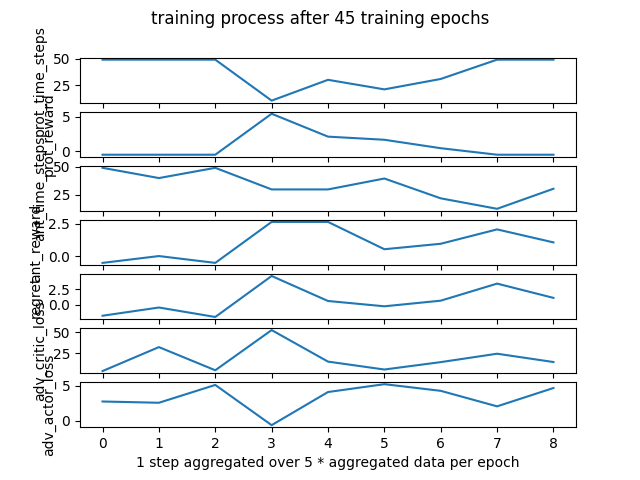 training process after 45 training epochs
50
25
prot_time_steps
5
0
prot_reward
50
25
ant_time_steps
2.5
0.0
ant_reward
2.5
0.0
regret
50
25
adv_critic_loss
5
0
adv_actor_loss
0 1 2 3 4 5 6 7 8
1 step aggregated over 5 * aggregated data per epoch